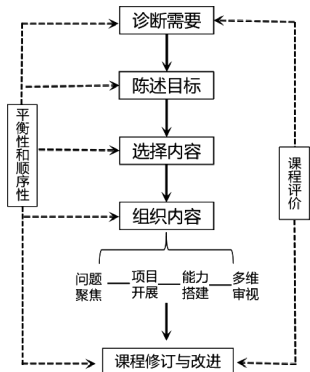 诊断需要
陈述目标
平衡性和顺序性
选择内容
课程评价
组织内容
问题
聚焦
项目
开展
能力
搭建
多维
审视
课程修订与改进